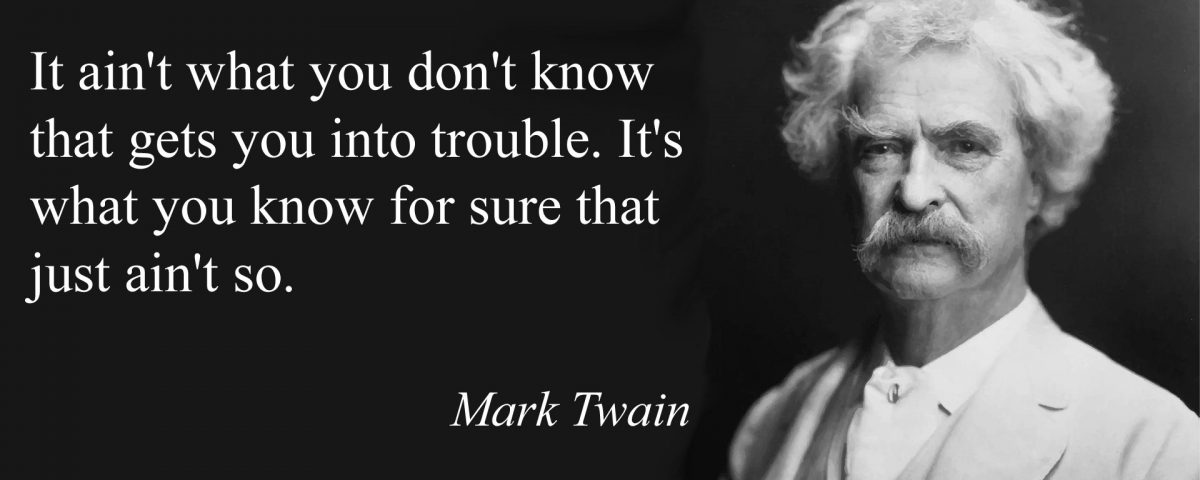 It ain't what you don't know
that gets you into trouble. It's
what you know for sure that
just ain't so.
Mark Twain